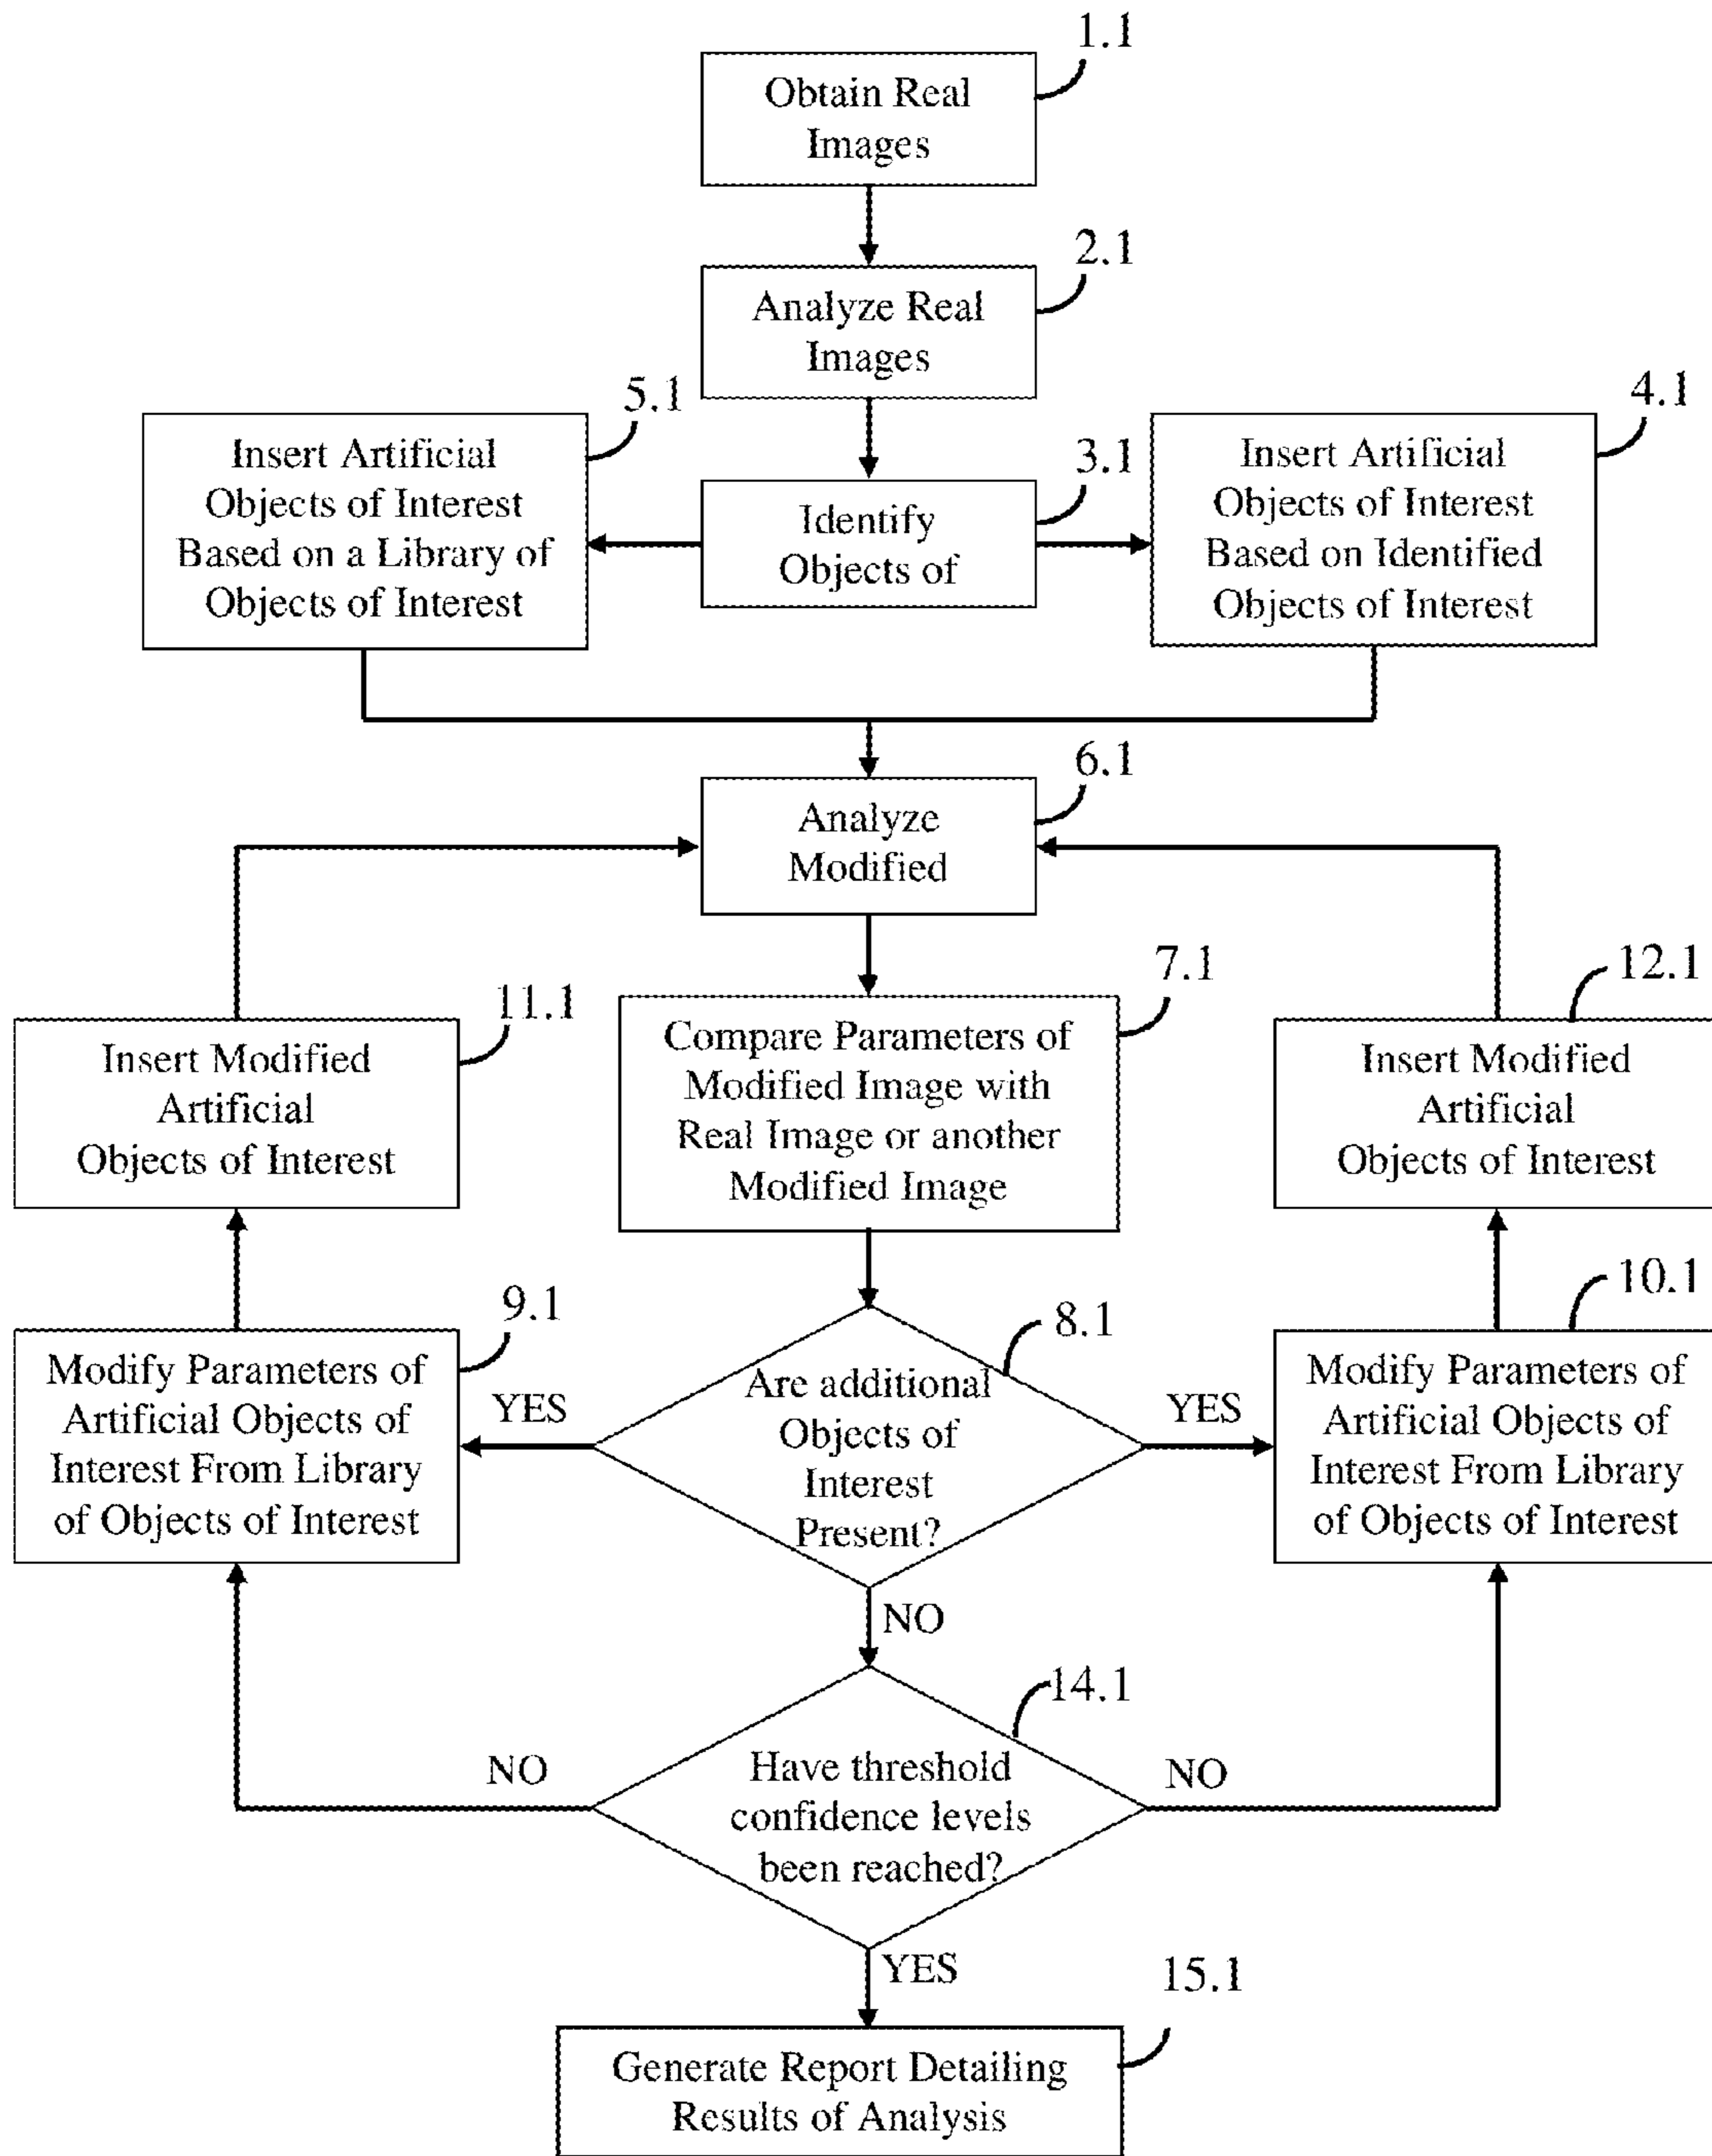 1.1
Obtain Real
Images
2.1
Analyze Real
Images
5.1
Insert Artificial
Objects of Interest
Based on a Library of
Objects of Interest
3.1
Identify
Objects of
4.1
Insert Artificial
Objects of Interest
Based on Identified
Objects of Interest
6.1
Analyze
Modified
11.1
Insert Modified
Artificial
Objects of Interest
7.1
Compare Parameters of
Modified Image with
Real Image or another
Modified Image
12.1
Insert Modified
Artificial
Objects of Interest
9.1
Modify Parameters of
Artificial Objects of
Interest From Library
of Objects of Interest
YES
8.1
Are additional
Objects of
Interest
Present?
YES
10.1
Modify Parameters of
Artificial Objects of
Interest From Library
of Objects of Interest
NO
14.1
NO
Have threshold
confidence levels
been reached?
NO
YES
15.1
Generate Report Detailing
Results of Analysis